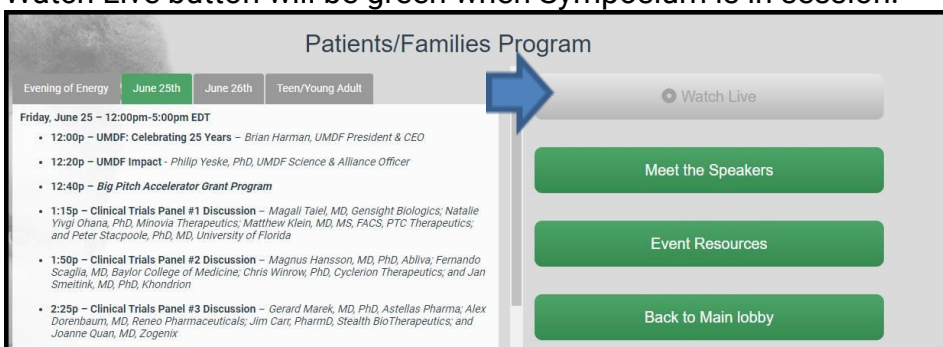 Watch Live button will be green when Symposium is in session.
Patients/Families Program
Evening of Energy June 25th June 26th Teen/Young Adult
Friday, June 25 – 12:00pm-5:00pm EDT
• 12:00p – UMDF: Celebrating 25 Years – Brian Harman, UMDF President & CEO
• 12:20p – UMDF Impact - Philip Yeske, PhD, UMDF Science & Alliance Officer
• 12:40p – Big Pitch Accelerator Grant Program
• 1:15p – Clinical Trials Panel #1 Discussion – Magali Taiel, MD, Gensight Biologics; Natalie
Yivgi Ohana, PhD, Minovia Therapeutics; Matthew Klein, MD, MS, FACS, PTC Therapeutics;
and Peter Stacpoole, PhD, MD, University of Florida
• 1:50p – Clinical Trials Panel #2 Discussion – Magnus Hansson, MD, PhD, Abliva; Fernando
Scaglia, MD, Baylor College of Medicine; Chris Winrow, PhD, Cyclerion Therapeutics; and Jan
Smeitink, MD, PhD, Khondrion
• 2:25p – Clinical Trials Panel #3 Discussion – Gerard Marek, MD, PhD, Astellas Pharma; Alex
Dorenbaum, MD, Reneo Pharmaceuticals; Jim Carr, PharmD, Stealth BioTherapeutics; and
Joanne Quan, MD, Zogenix
Watch Live
Meet the Speakers
Event Resources
Back to Main lobby